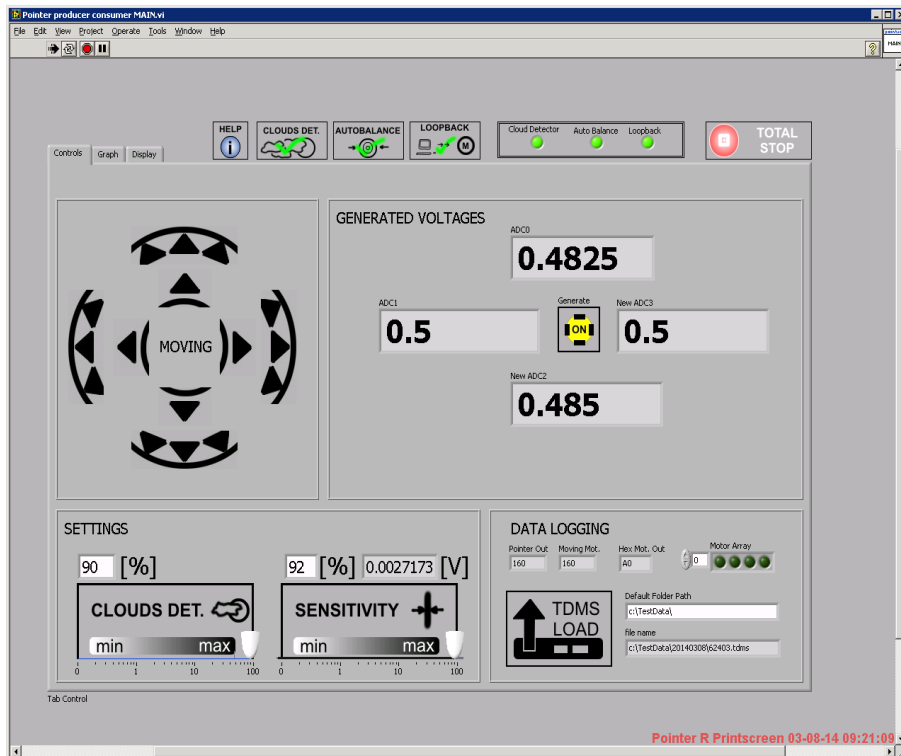 Pointer producer consumer MAIN.vi
File Edit View Project Operate Tools Window Help
MAIN
HELP
CLOUDS DET.
AUTOBALANCE
LOOPBACK
M
Cloud Detector Auto Balance Loopback
TOTAL
STOP
Controls Graph Display
MOVING
GENERATED VOLTAGES
ADC0
0.4825
ADC1
0.5
Generate
ON
New ADC3
0.5
New ADC2
0.485
SETTINGS
90 [%]
92 [%] 0.0027173 [V]
CLOUDS DET.
min max
0 1 10 100
SENSITIVITY
min max
0 1 10 100
DATA LOGGING
Pointer Out Moving Mot. Hex Mot. Out Motor Array
160 160 A0 0
TDMS
LOAD
Default Folder Path
c:\TestData\
file name
c:\TestData\20140308\62403.tdms
Tab Control
Pointer R Printscreen 03-08-14 09:21:09